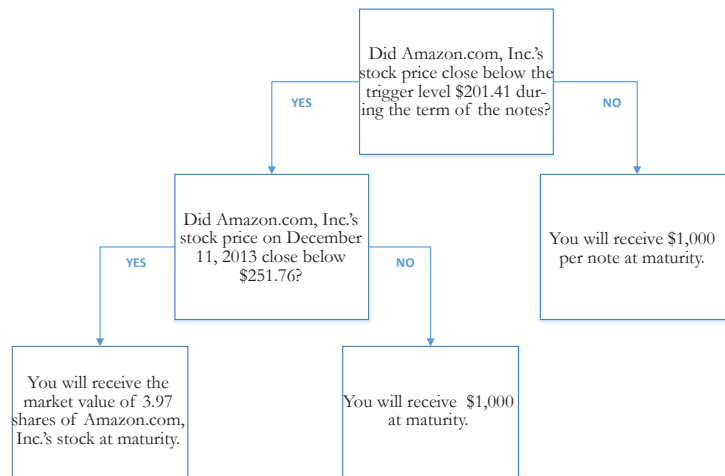 Did Amazon.com, Inc.'s
stock price close below the
trigger level $201.41 dur-
ing the term of the notes?
YES
NO
Did Amazon.com, Inc.'s
stock price on December
11, 2013 close below
$251.76?
You will receive $1,000
per note at maturity.
YES
NO
You will receive the
market value of 3.97
shares of Amazon.com,
Inc.'s stock at maturity.
You will receive $1,000
at maturity.